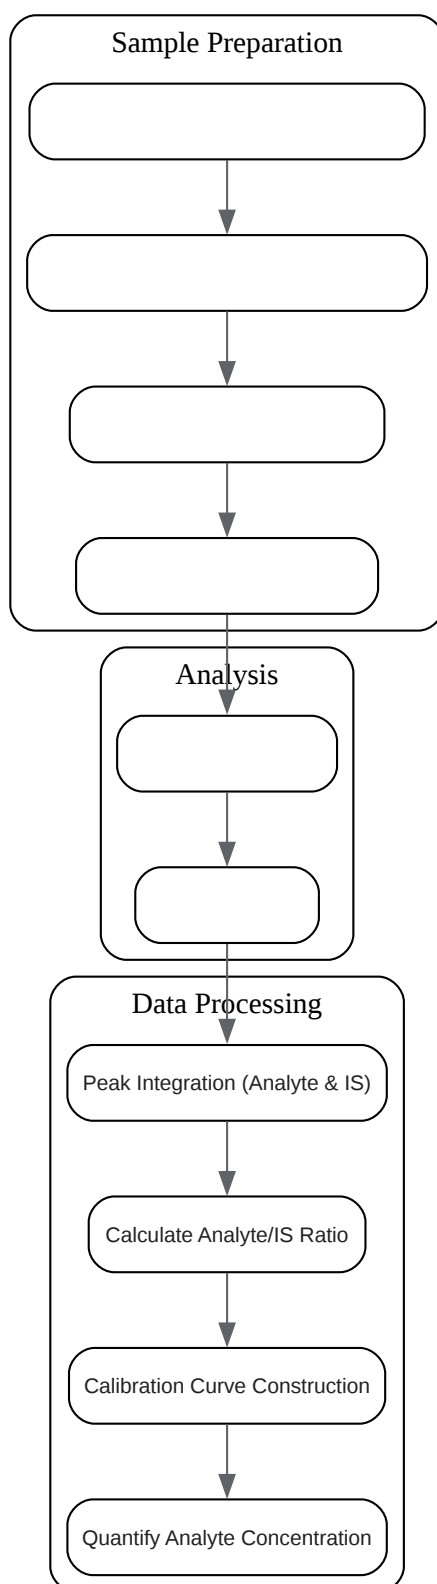 Sample Preparation
Analysis
Data Processing
Peak Integration (Analyte & IS)
Calculate Analyte/IS Ratio
Calibration Curve Construction
Quantify Analyte Concentration